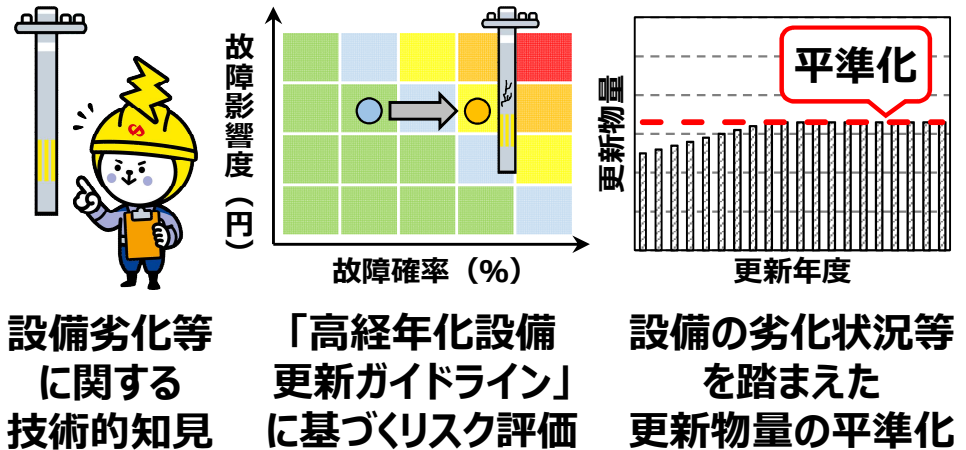 故障影響度（円）
故障確率（%）
平準化
更新物量
更新年度
設備劣化等
に関する
技術的知見
「高経年化設備
更新ガイドライン」
に基づくリスク評価
設備の劣化状況等
を踏まえた
更新物量の平準化